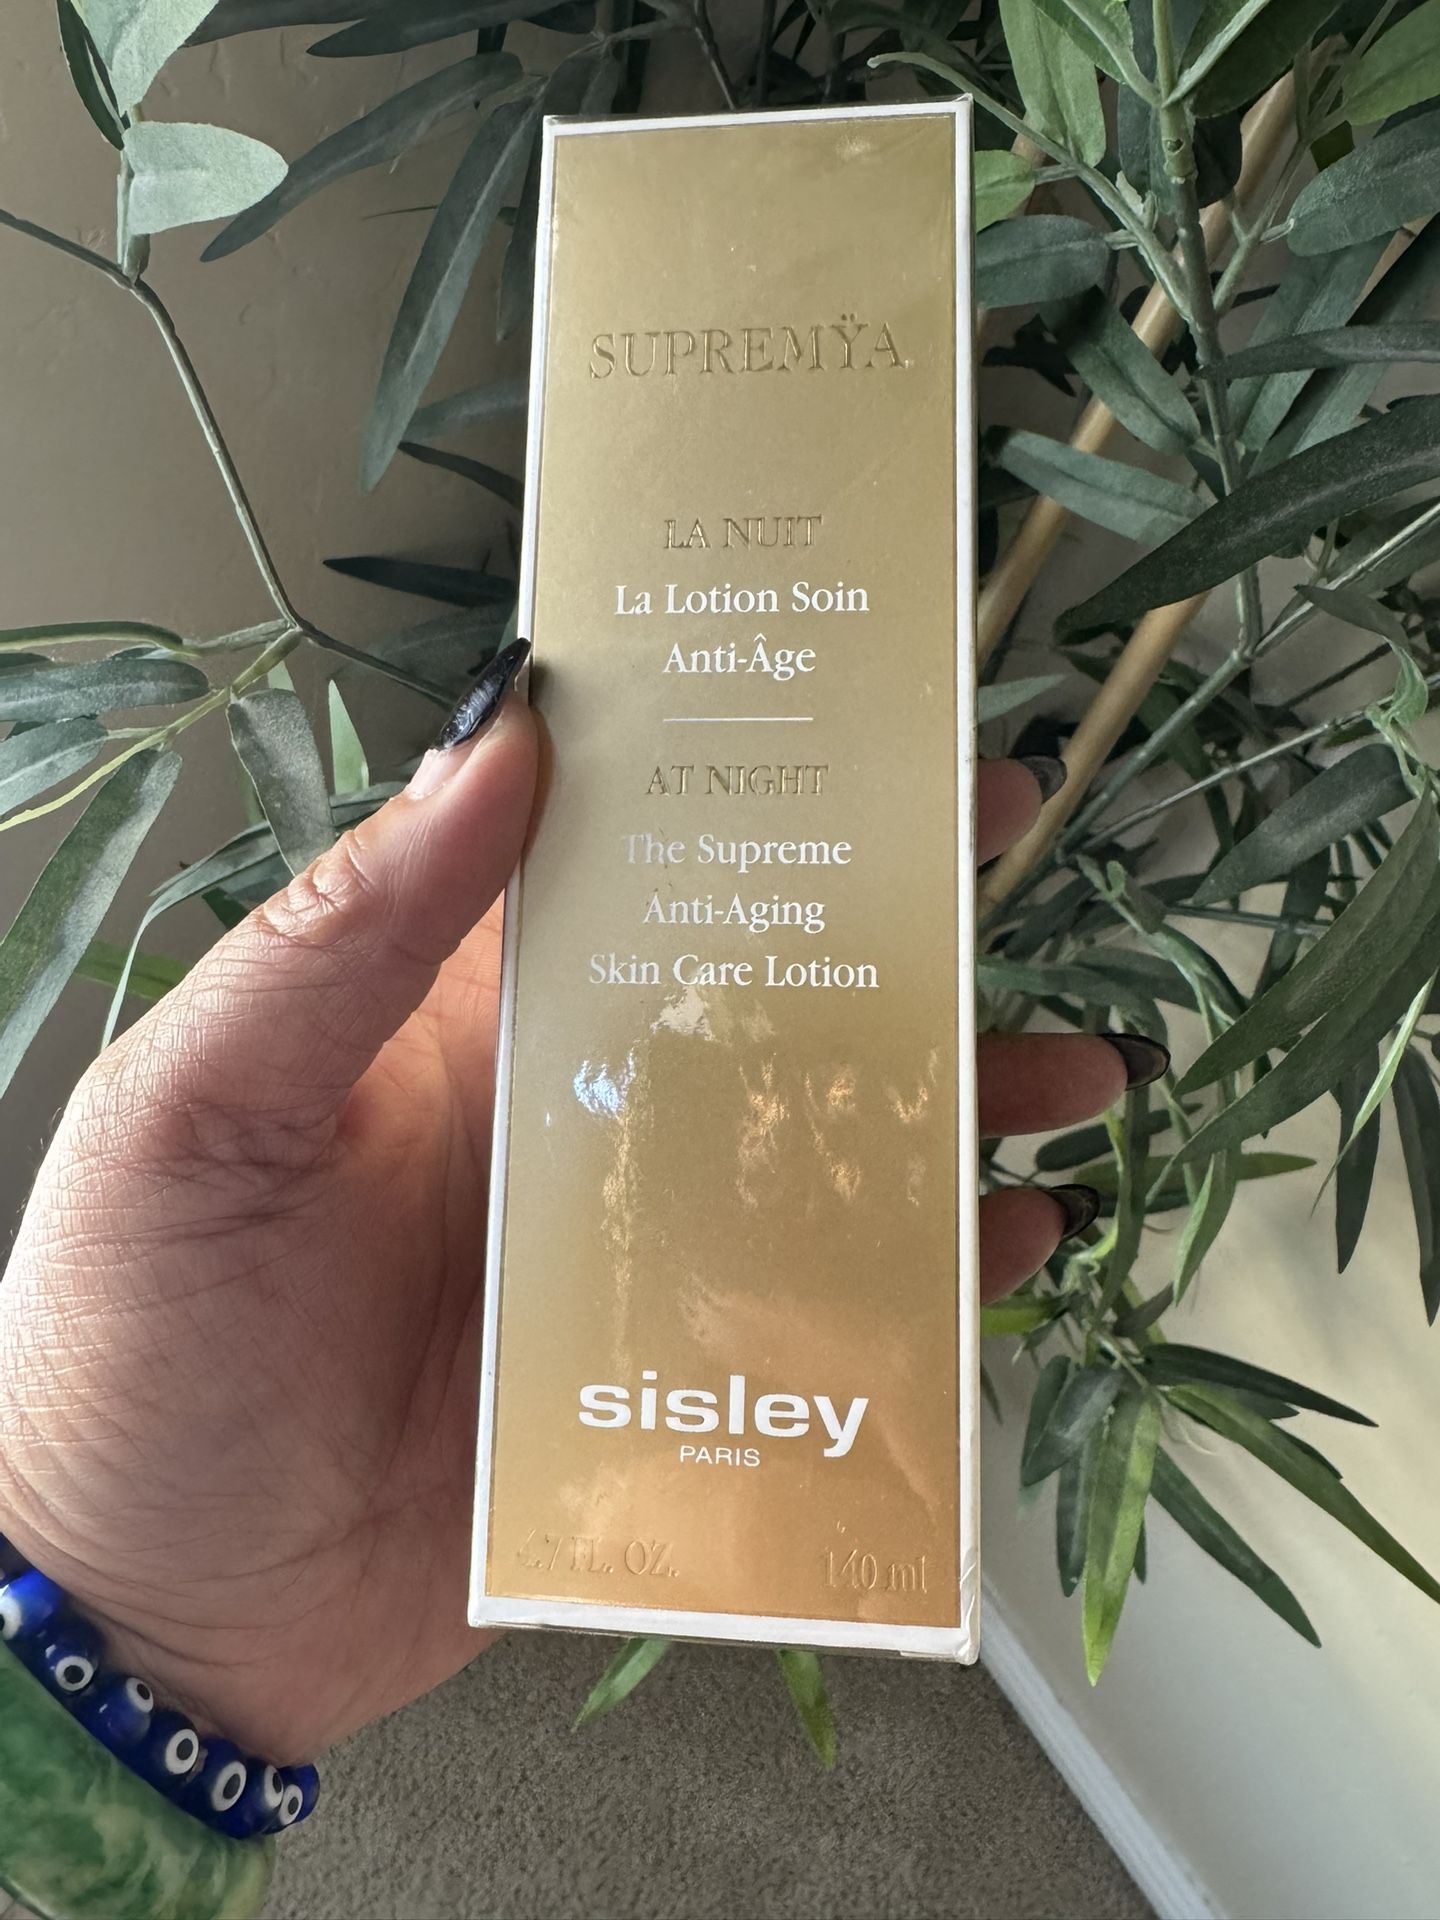 SUPREMŸA
LA NUIT
La Lotion Soin
Anti-Âge
AT NIGHT
The Supreme
Anti-Aging
Skin Care Lotion
sisley
PARIS
4.7 FL. OZ. 140 ml